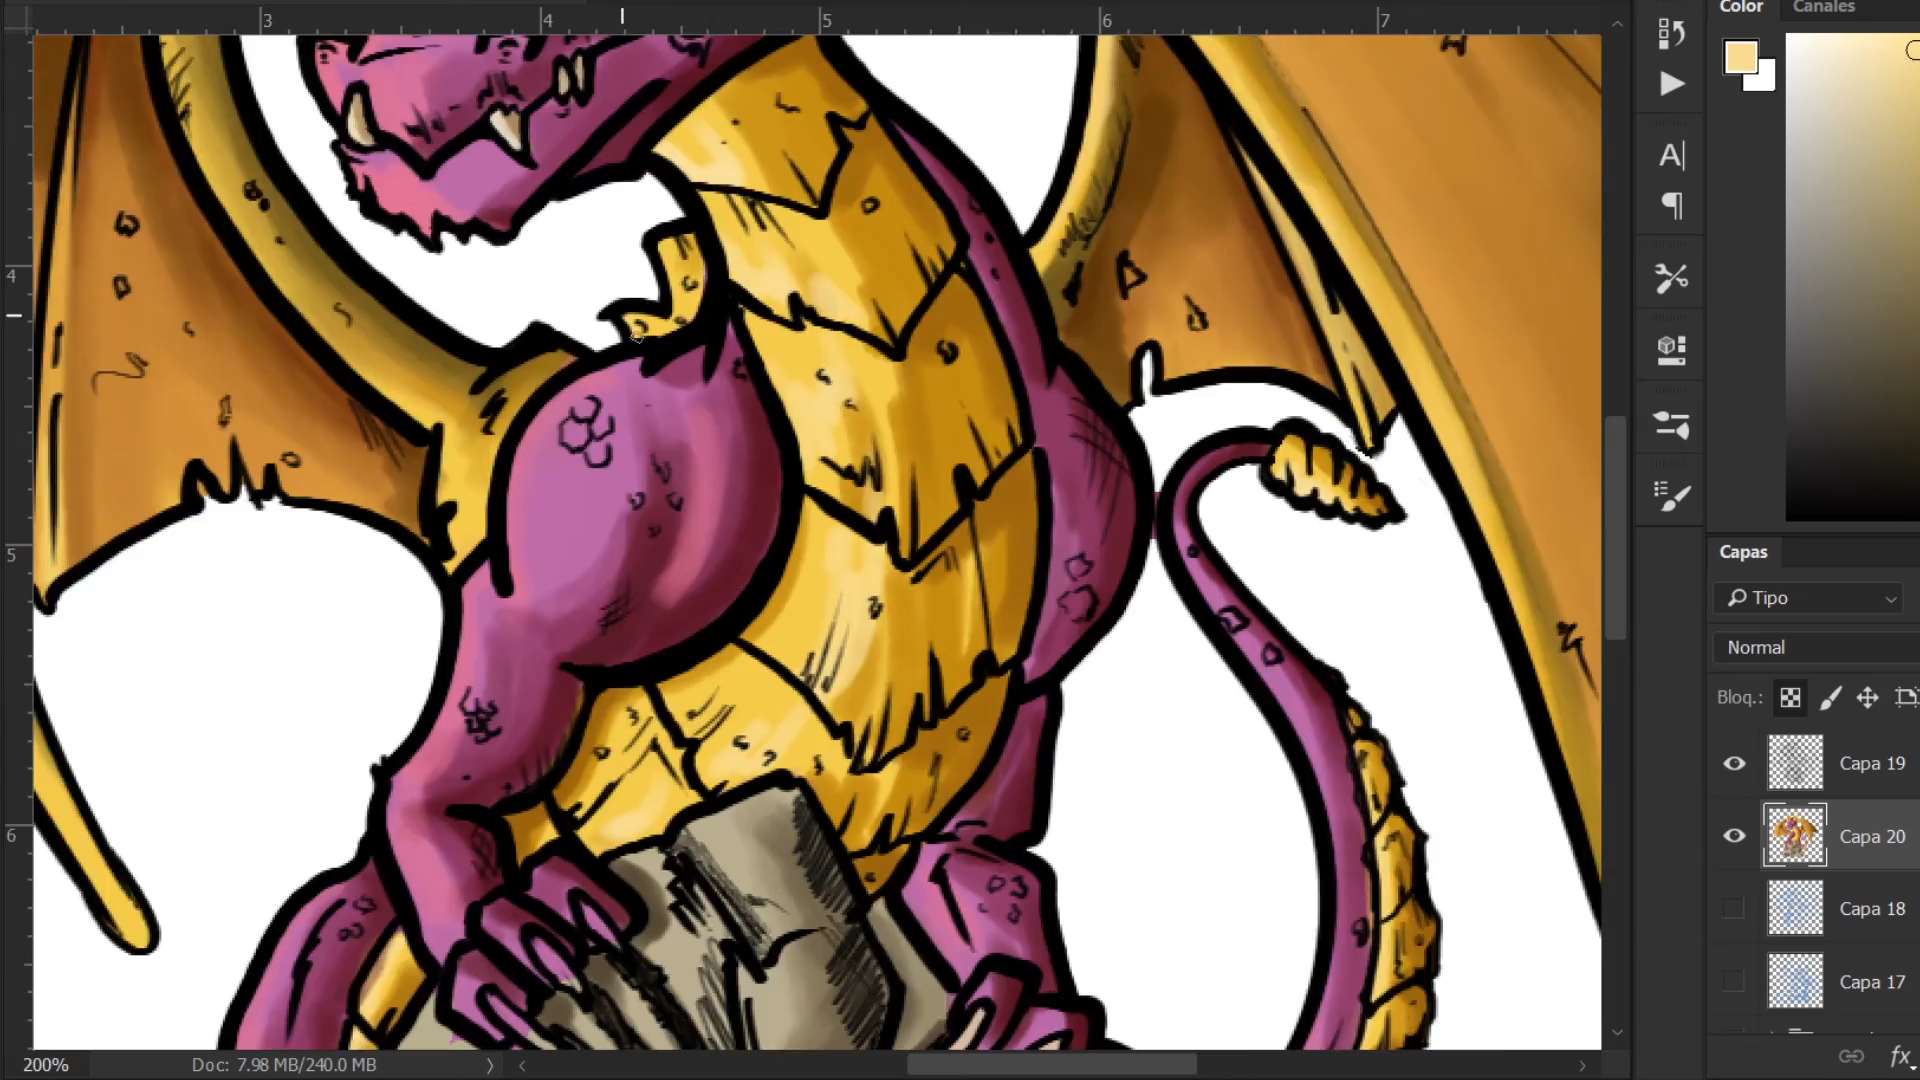 3 4 5 6 7
Color Canales
4
5
6
Capas
Tipo
Normal
Bloq.:
Capa 19
Capa 20
Capa 18
Capa 17
200% Doc: 7.98 MB/240.0 MB
fx